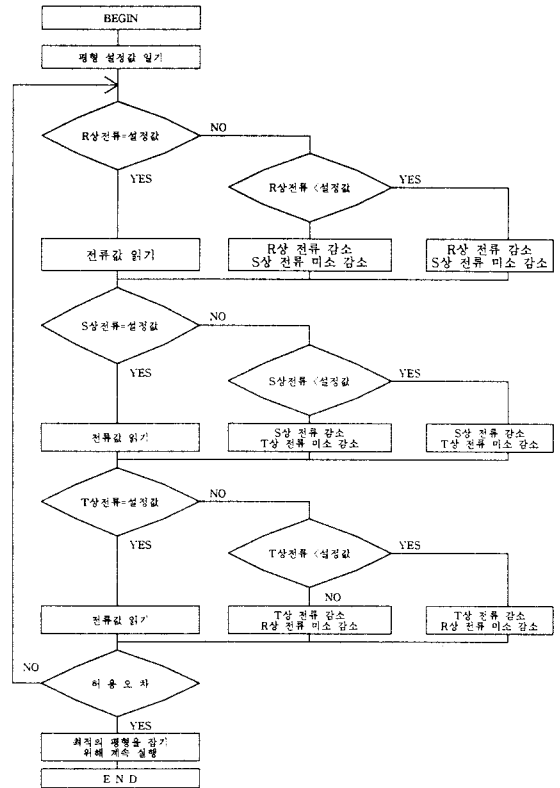 BEGIN
평형 설정값 읽기
R상전류=설정값
NO
YES
R상전류<설정값
YES
전류값 읽기
R상 전류 감소
S상 전류 미소 감소
R상 전류 감소
S상 전류 미소 감소
S상전류=설정값
NO
YES
S상전류<설정값
YES
전류값 읽기
S상 전류 감소
T상 전류 미소 감소
S상 전류 감소
T상 전류 미소 감소
T상전류=설정값
NO
YES
T상전류<설정값
YES
NO
전류값 읽기
T상 전류 감소
R상 전류 미소 감소
T상 전류 감소
R상 전류 미소 감소
NO
허 용 오 차
YES
최적의 평형을 잡기
위해 계속 실행
E N D